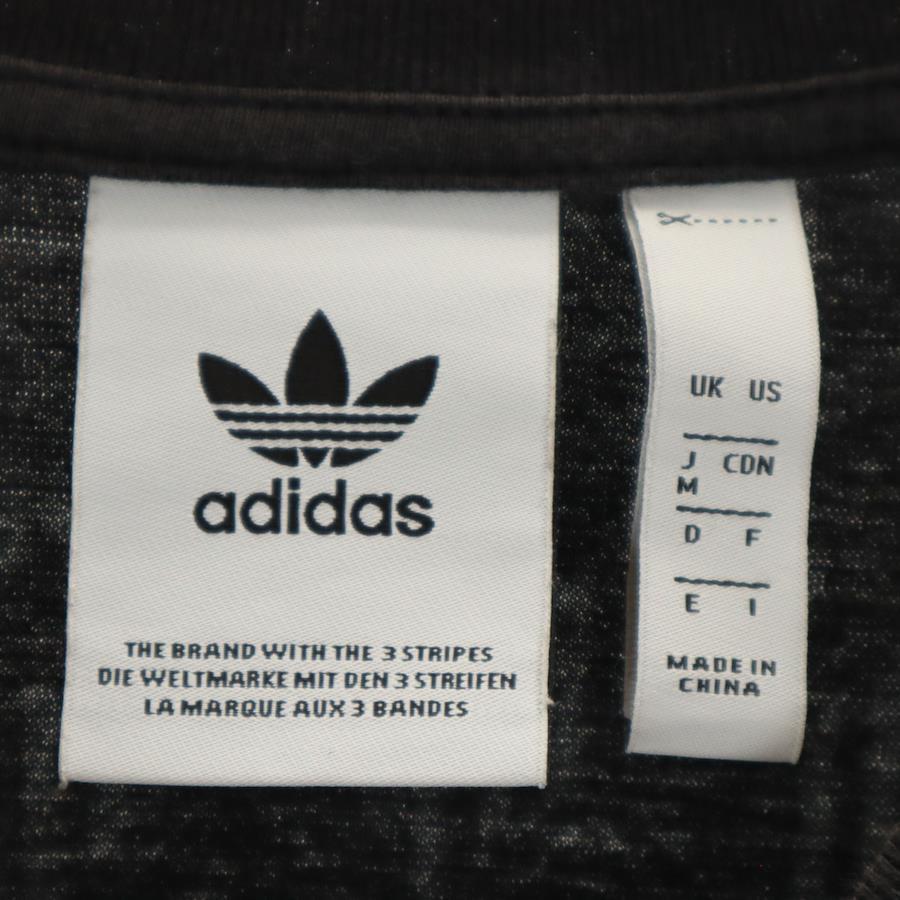 adidas
THE BRAND WITH THE 3 STRIPES
DIE WELTMARKE MIT DEN 3 STREIFEN
LA MARQUE AUX 3 BANDES
UK US
J CDN
M
D F
E I
MADE IN
CHINA